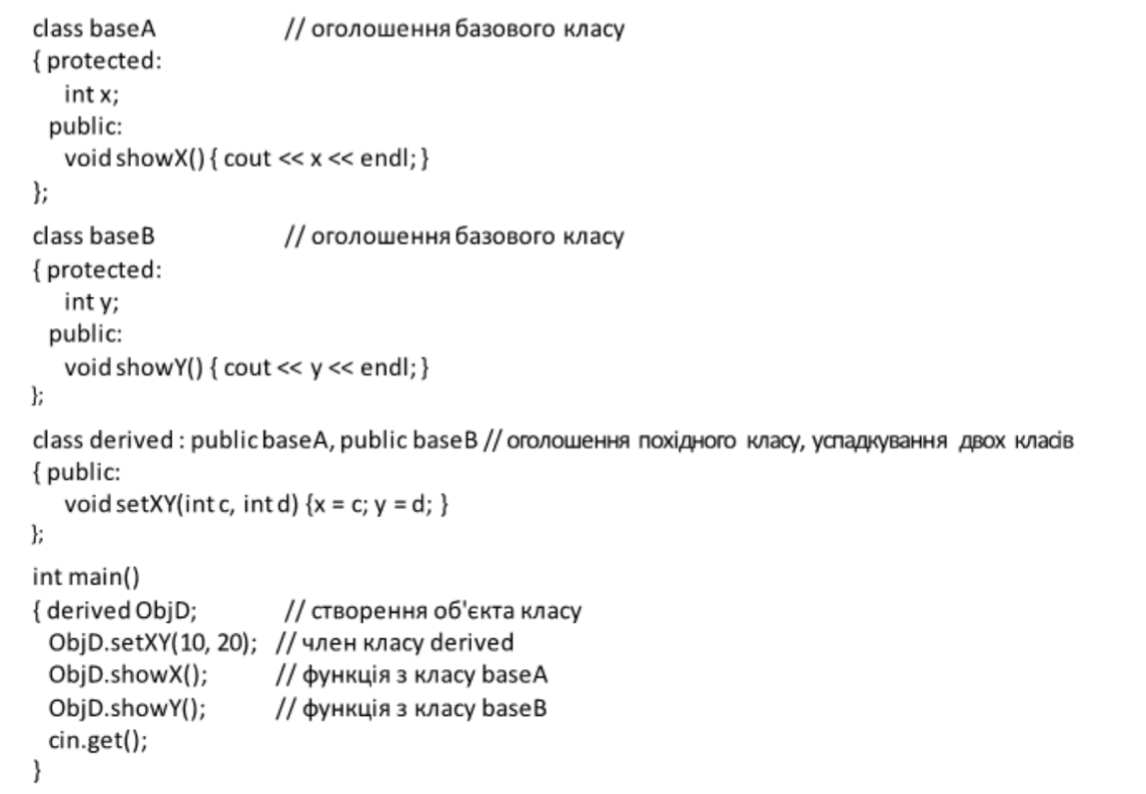 class baseA // оголошення базового класу
{ protected:
int x;
public:
void showX() { cout << x << endl; }
};
class baseB // оголошення базового класу
{ protected:
int y;
public:
void showY() { cout << y << endl; }
};
class derived : public baseA, public baseB // оголошення похідного класу, успадкування двох класів
{ public:
void setXY(int c, int d) {x = c; y = d; }
};
int main()
{ derived ObjD; // створення об'єкта класу
ObjD.setXY(10, 20); // член класу derived
ObjD.showX(); // функція з класу baseA
ObjD.showY(); // функція з класу baseB
cin.get();
}